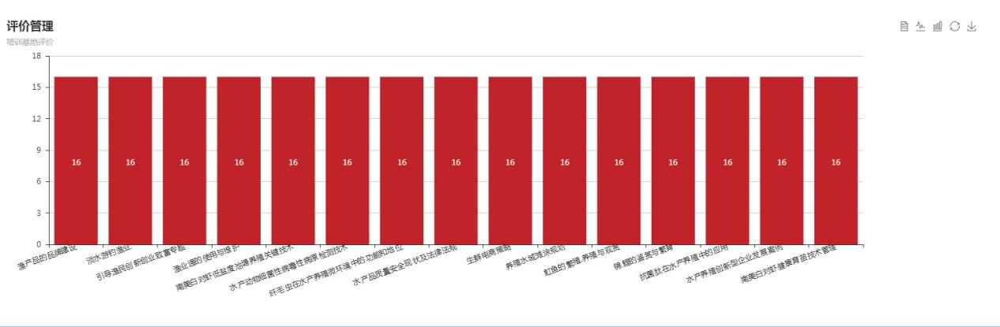 评价管理
培训基地评价
18
15
12
9
6
3
0
16 16 16 16 16 16 16 16 16 16 16 16 16 16 16
渔产品的品牌建设
淡水游钓渔业
引导渔民创新创业致富专题
渔业通的使用与维护
南美白对虾低盐度池塘养殖关键技术
水产动物细菌性病毒性病原检测技术
纤毛虫在水产养殖微环境中的功能和地位
水产品质量安全现状及法律法规
生鲜电商策略
养殖水域滩涂规划
魟鱼的繁殖养殖与观赏
锦鲤的鉴赏与繁育
抗菌肽在水产养殖中的应用
水产养殖创新型企业发展案例
南美白对虾健康育苗技术管理